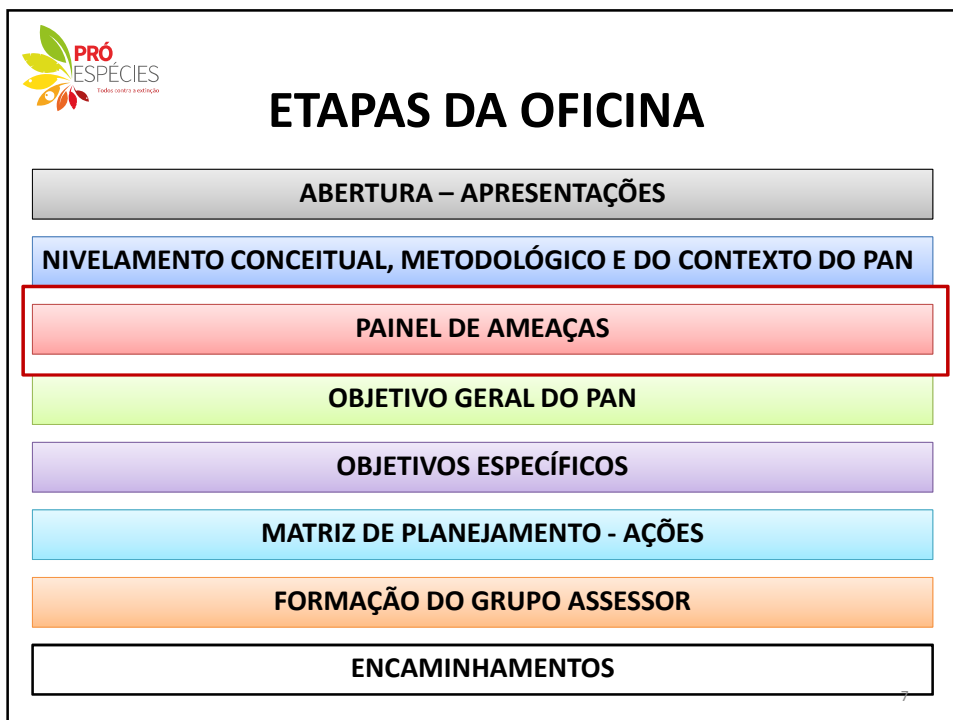 PRÓ
ESPÉCIES
Todos contra a extinção
ETAPAS DA OFICINA
ABERTURA – APRESENTAÇÕES
NIVELAMENTO CONCEITUAL, METODOLÓGICO E DO CONTEXTO DO PAN
PAINEL DE AMEAÇAS
OBJETIVO GERAL DO PAN
OBJETIVOS ESPECÍFICOS
MATRIZ DE PLANEJAMENTO - AÇÕES
FORMAÇÃO DO GRUPO ASSESSOR
ENCAMINHAMENTOS
7